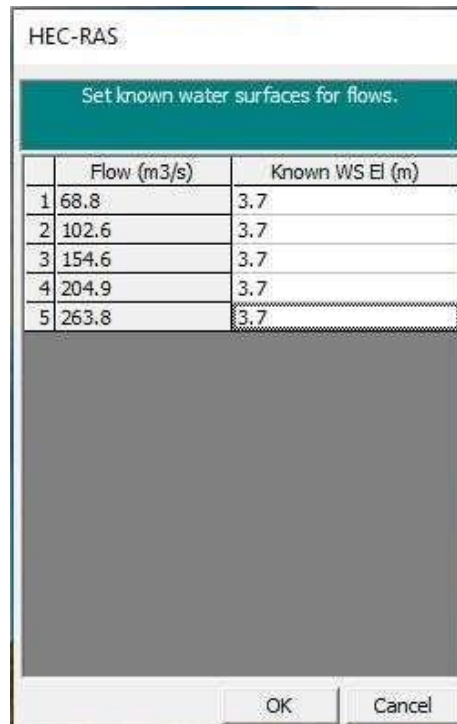 HEC-RAS
Set known water surfaces for flows.
Flow (m3/s) Known WS El (m)
1 68.8 3.7
2 102.6 3.7
3 154.6 3.7
4 204.9 3.7
5 263.8 3.7
OK Cancel